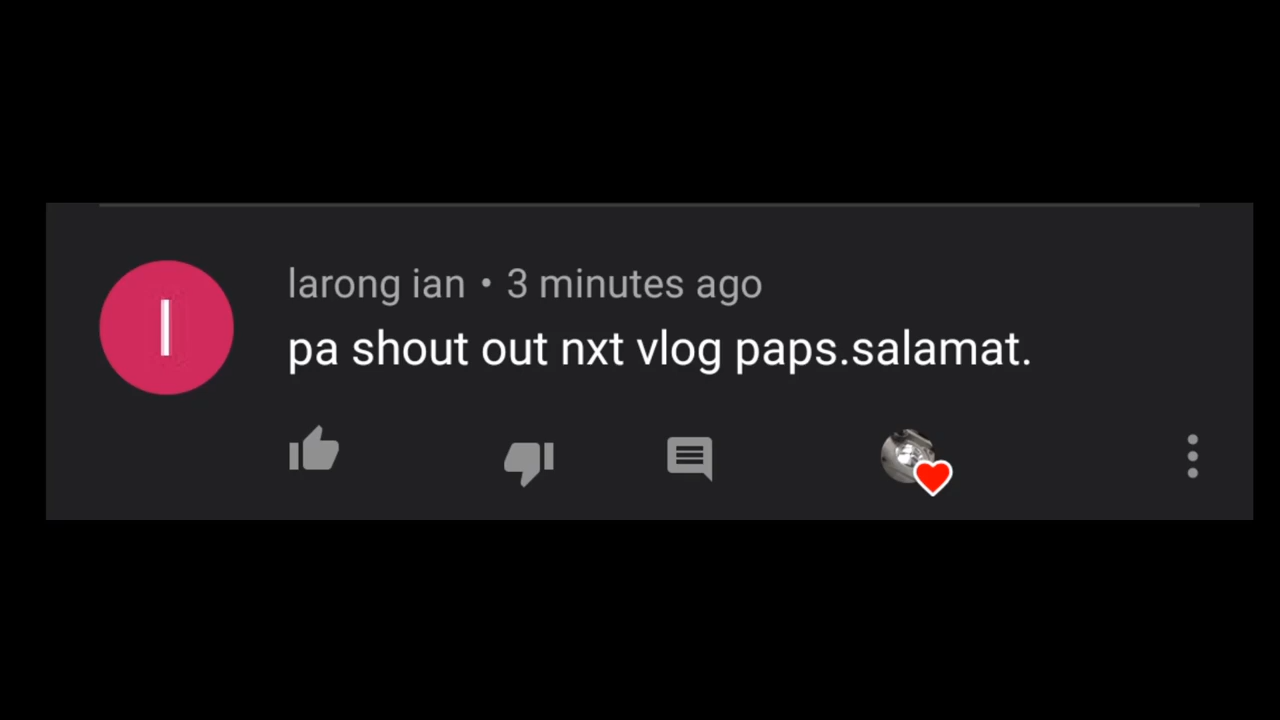 l
larong ian • 3 minutes ago
pa shout out nxt vlog paps.salamat.